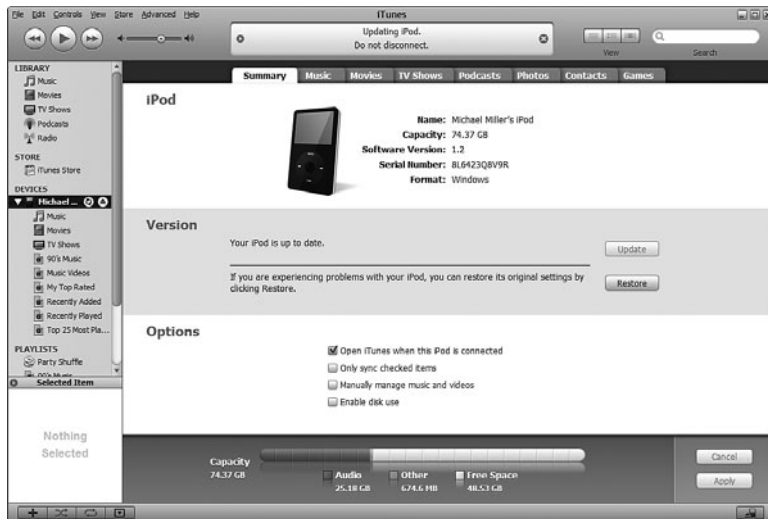 File Edit Controls View Store Advanced Help
iTunes
Updating iPod.
Do not disconnect.
View
Search
LIBRARY
Music
Movies
TV Shows
Podcasts
Radio
STORE
iTunes Store
DEVICES
Michael ...
Music
Movies
TV Shows
90's Music
Music Videos
My Top Rated
Recently Added
Recently Played
Top 25 Most Pla...
PLAYLISTS
Party Shuffle
Selected Item
Nothing
Selected
Summary Music Movies TV Shows Podcasts Photos Contacts Games
iPod
Name: Michael Miller's iPod
Capacity: 74.37 GB
Software Version: 1.2
Serial Number: 8L6423Q8V9R
Format: Windows
Version
Your iPod is up to date.
Update
If you are experiencing problems with your iPod, you can restore its original settings by
clicking Restore.
Restore
Options
Open iTunes when this iPod is connected
Only sync checked items
Manually manage music and videos
Enable disk use
Capacity
74.37 GB
Audio
25.18 GB
Other
674.6 MB
Free Space
48.53 GB
Cancel
Apply